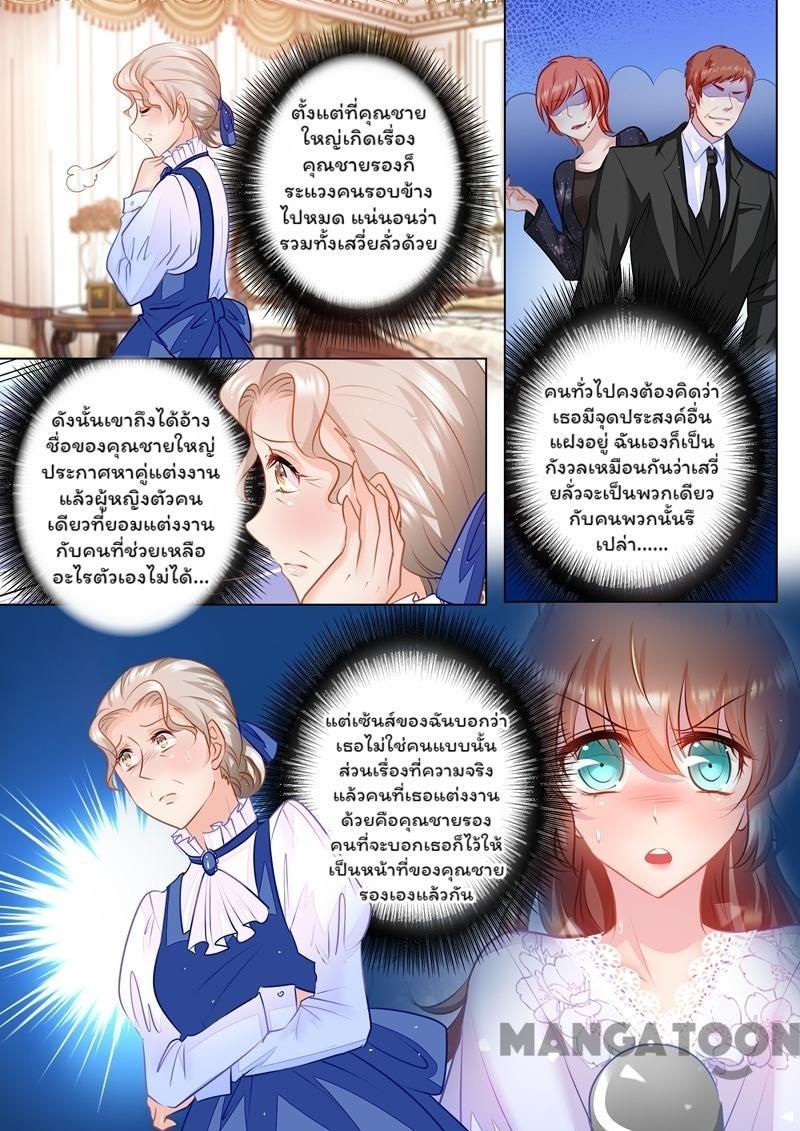 ตั้งแต่ที่คุณชาย
ใหญ่เกิดเรื่อง
คุณชายรองก็
ระแวงคนรอบข้าง
ไปหมด แน่นอนว่า
รวมทั้งเสวี่ยลั่วด้วย
ดังนั้นเขาถึงได้อ้าง
ชื่อของคุณชายใหญ่
ประกาศหาคู่แต่งงาน
แล้วผู้หญิงตัวคน
เดียวที่ยอมแต่งงาน
กับคนที่ช่วยเหลือ
อะไรตัวเองไม่ได้...
คนทั่วไปคงต้องคิดว่า
เธอมีจุดประสงค์อื่น
แฝงอยู่ ฉันเองก็เป็น
กังวลเหมือนกันว่าเสวี่
ยลั่วจะเป็นพวกเดียว
กับคนพวกนั้นรึ
เปล่า......
แต่เซ้นส์ของฉันบอกว่า
เธอไม่ใช่คนแบบนั้น
ส่วนเรื่องที่ความจริง
แล้วคนที่เธอแต่งงาน
ด้วยคือคุณชายรอง
คนที่จะบอกเธอก็ไว้ให้
เป็นหน้าที่ของคุณชาย
รองเองแล้วกัน
MANGATOON